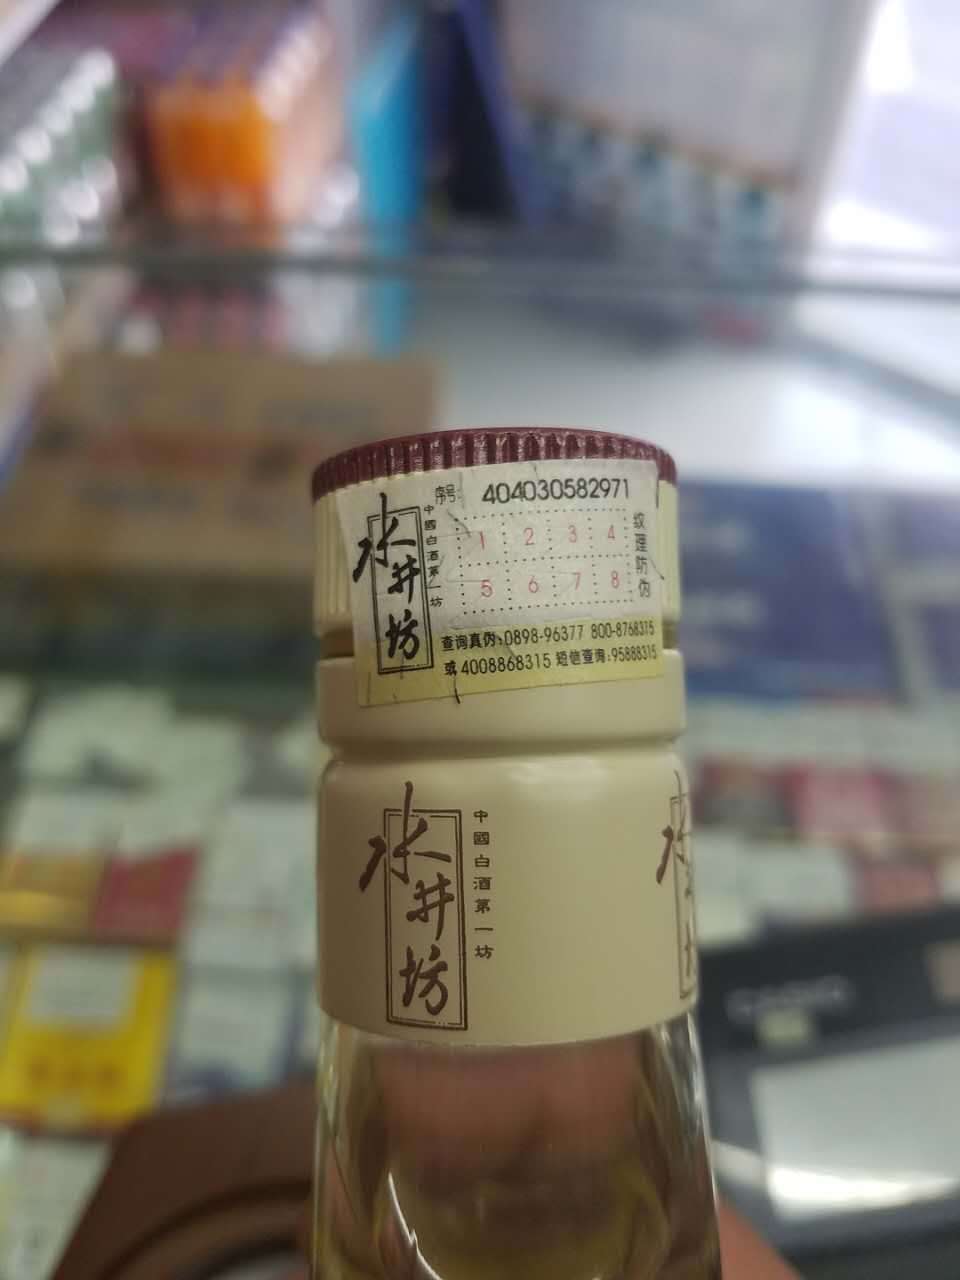 序号: 404030582971
水井坊
中國白酒第一坊
1 2 3 4
5 6 7 8
纹理防伪
查询真伪:0898-96377 800-8768315
或4008868315 短信查询:95888315
水井坊
中國白酒第一坊
水